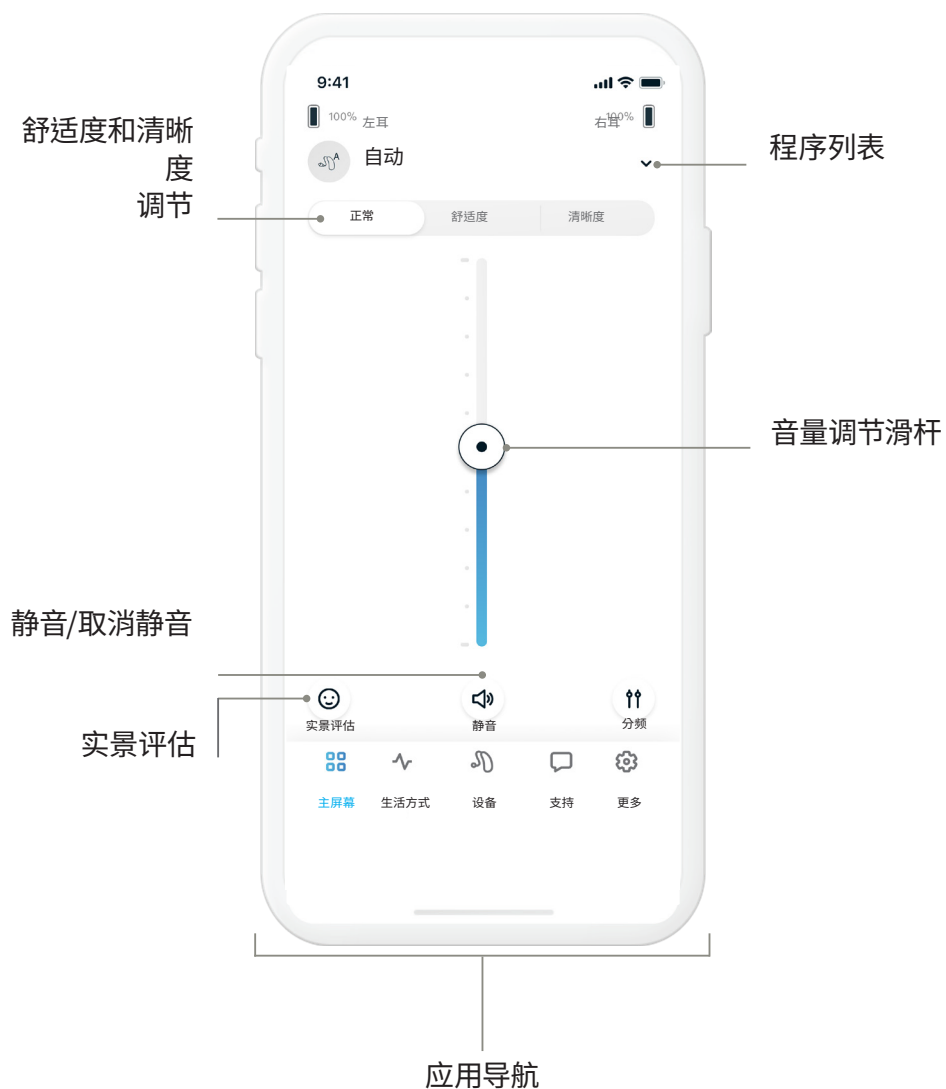 9:41
100% 左耳
右耳 100%
自动
舒适度和清晰
度
调节
程序列表
正常 舒适度 清晰度
音量调节滑杆
静音/取消静音
实景评估
实景评估 静音 分频
主屏幕 生活方式 设备 支持 更多
应用导航